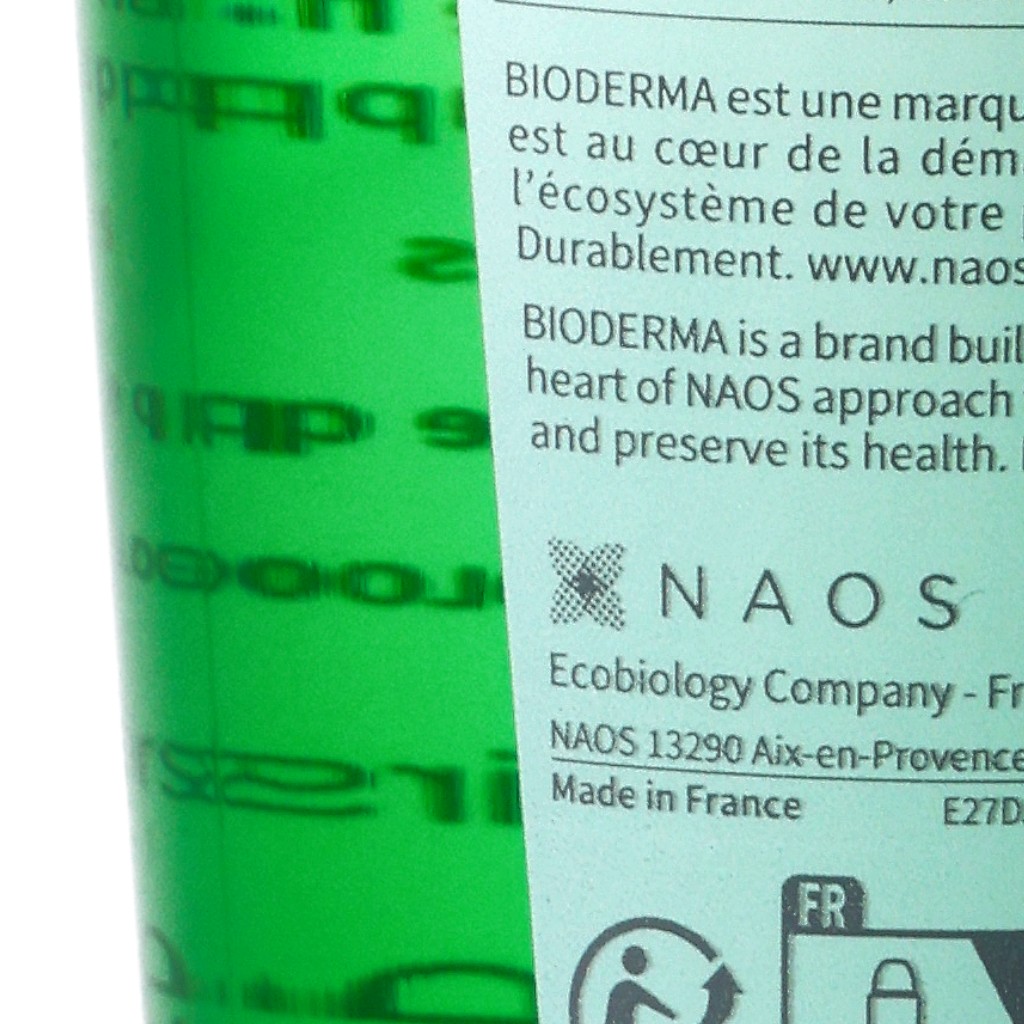 BIODERMA est une marqu
est au cœur de la dém
l'écosystème de votre
Durablement. www.naos
BIODERMA is a brand buil
heart of NAOS approach
and preserve its health.
NAOS
Ecobiology Company - Fr
NAOS 13290 Aix-en-Provence
Made in France E27D
FR